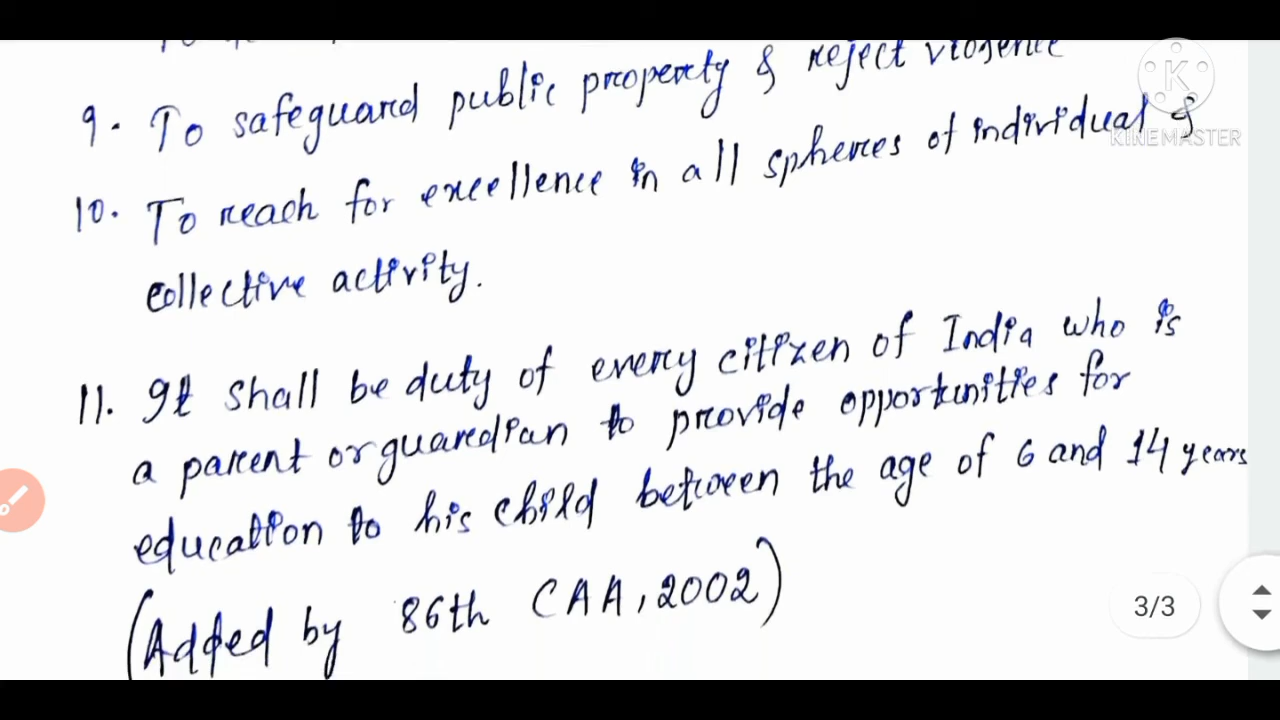 9. To safeguard public property & reject violence
10. To reach for excellence in all spheres of individual &
collective activity.
11. It shall be duty of every citizen of India who is
a parent or guardian to provide opportunities for
education to his child between the age of 6 and 14 years
(Added by 86th CAA, 2002)
K
KINEMASTER
3/3